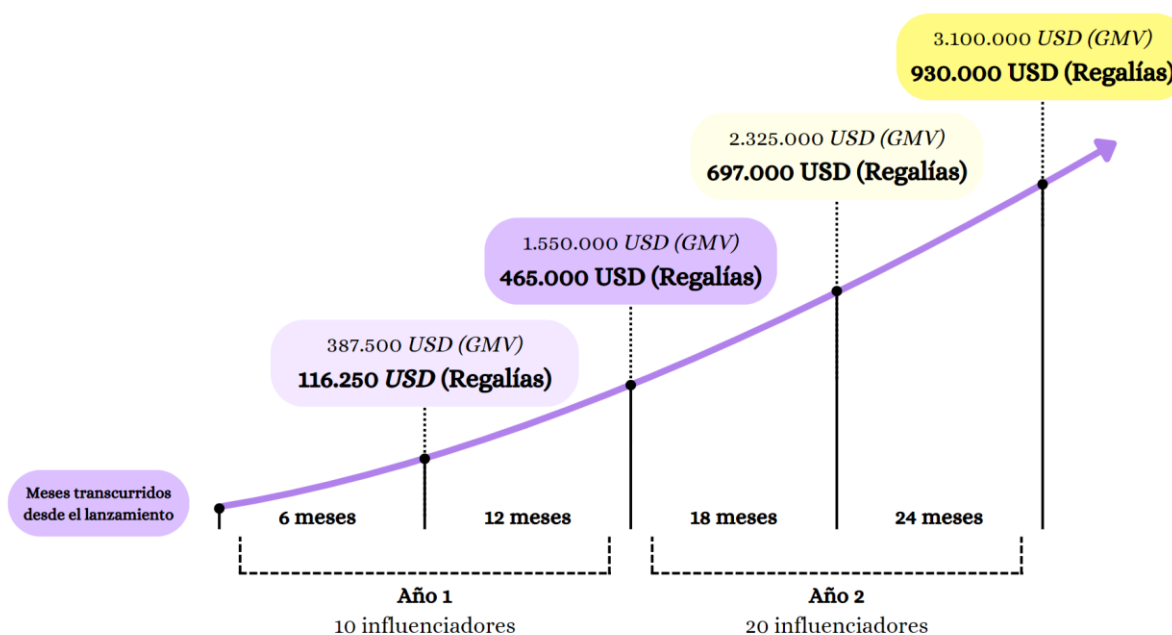 3.100.000 USD (GMV)
930.000 USD (Regalías)
2.325.000 USD (GMV)
697.000 USD (Regalías)
1.550.000 USD (GMV)
465.000 USD (Regalías)
387.500 USD (GMV)
116.250 USD (Regalías)
Meses transcurridos
desde el lanzamiento
6 meses
12 meses
18 meses
24 meses
Año 1
10 influenciadores
Año 2
20 influenciadores